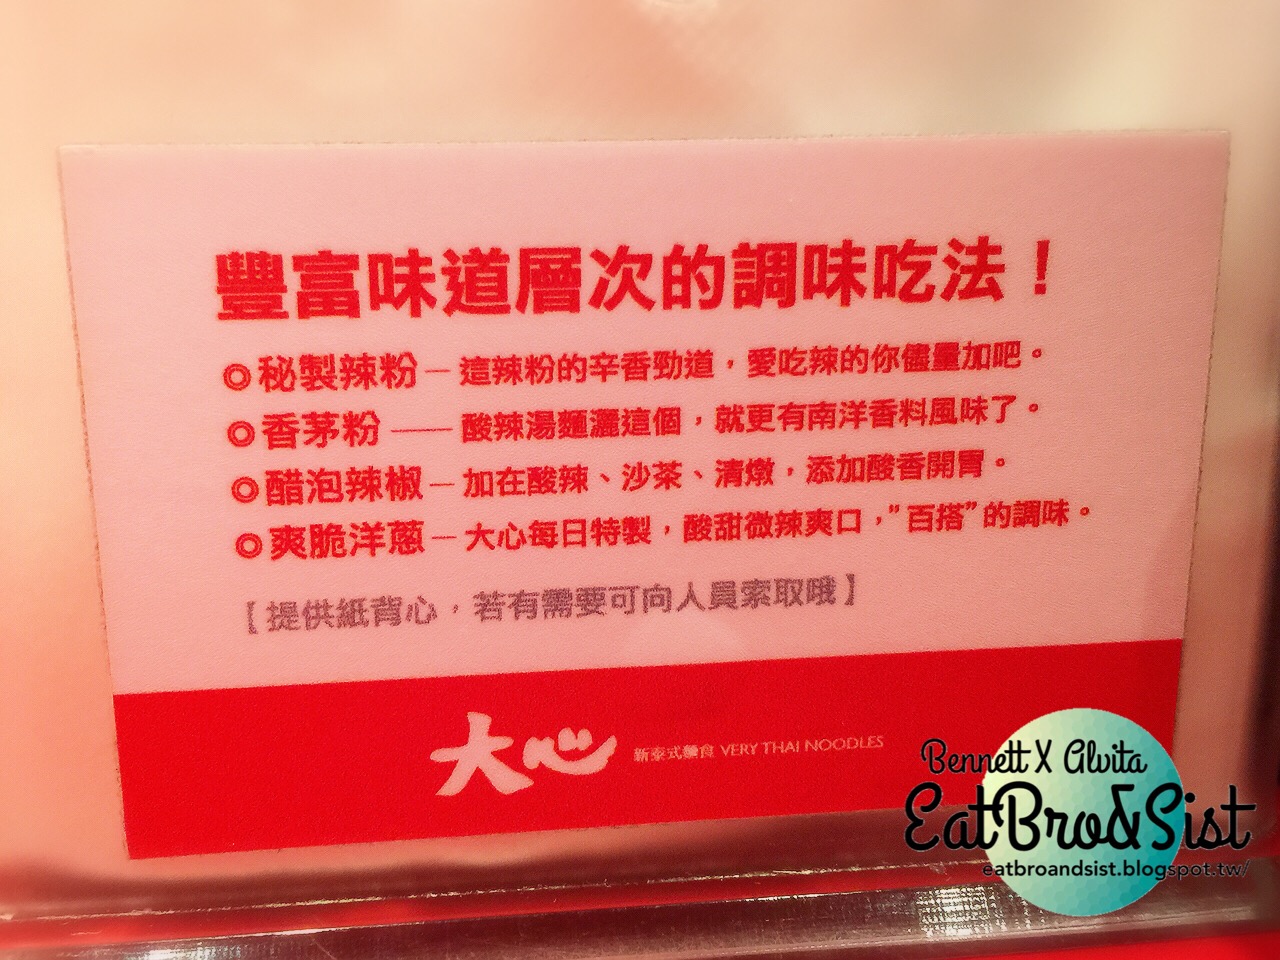 豐富味道層次的調味吃法！
◎秘製辣粉－這辣粉的辛香勁道，愛吃辣的你儘量加吧。
◎香茅粉——酸辣湯麵灑這個，就更有南洋香料風味了。
◎醋泡辣椒－加在酸辣、沙茶、清燉，添加酸香開胃。
◎爽脆洋蔥－大心每日特製，酸甜微辣爽口，”百搭”的調味。
【提供紙背心，若有需要可向人員索取哦】
大心 新泰式麵食 VERY THAI NOODLES
Bennett X Alvita
EatBro&Sist
eatbroandsist.blogspot.tw/